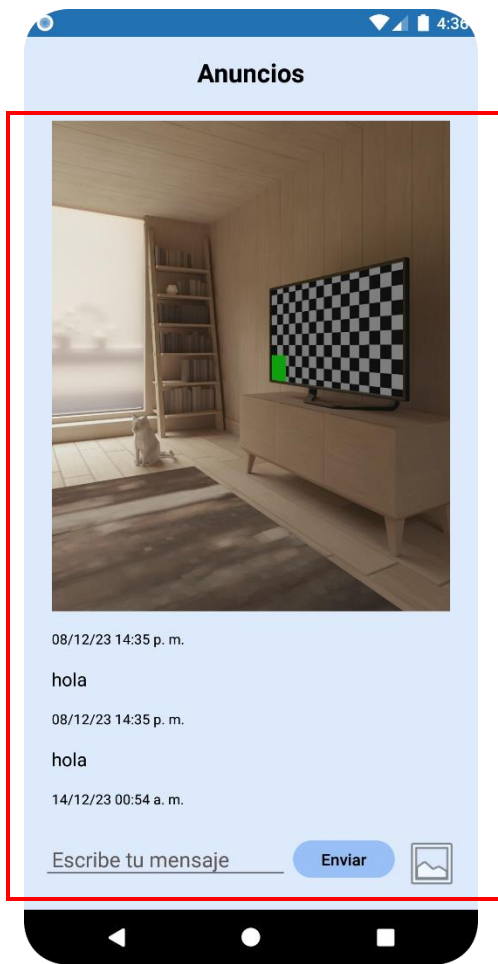 4:36
Anuncios
08/12/23 14:35 p. m.
hola
08/12/23 14:35 p. m.
hola
14/12/23 00:54 a. m.
Escribe tu mensaje
Enviar